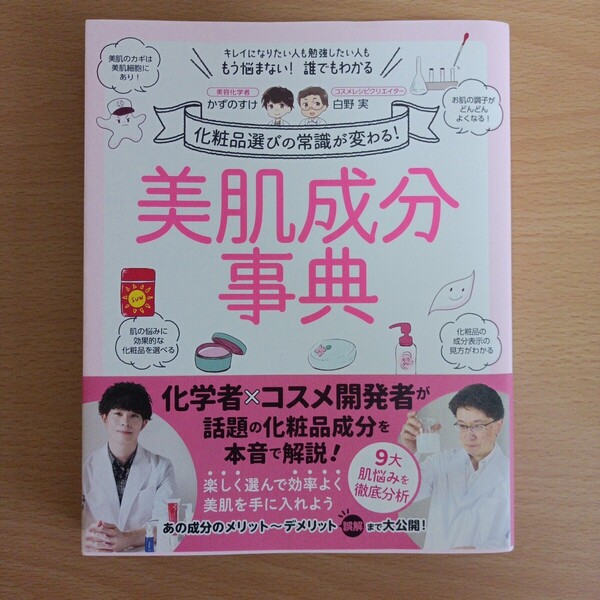 キレイになりたい人も勉強したい人も
もう悩まない！誰でもわかる
美肌のカギは
美肌細胞に
あり！
美容化学者
かずのすけ
コスメレシピクリエイター
白野 実
お肌の調子が
どんどん
よくなる！
化粧品選びの常識が変わる！
美肌成分
事典
SUN
肌の悩みに
効果的な
化粧品を選べる
化粧品の
成分表示の
見方がわかる
化学者×コスメ開発者が
話題の化粧品成分を
本音で解説！
楽しく選んで効率よく
美肌を手に入れよう
9大
肌悩みを
徹底分析
あの成分のメリット〜デメリット 誤解 まで大公開！